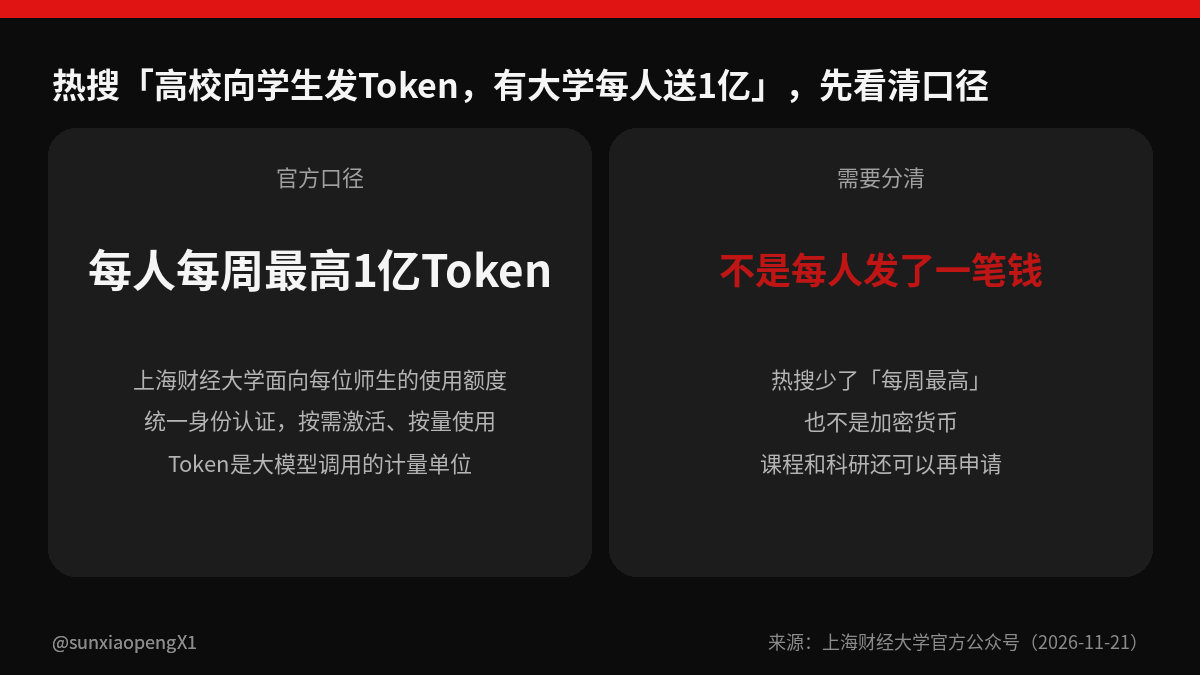 热搜「高校向学生发Token，有大学每人送1亿」，先看清口径
官方口径
每人每周最高1亿Token
上海财经大学面向每位师生的使用额度
统一身份认证，按需激活、按量使用
Token是大模型调用的计量单位
需要分清
不是每人发了一笔钱
热搜少了「每周最高」
也不是加密货币
课程和科研还可以再申请
@sunxiaopengX1
来源：上海财经大学官方公众号（2026-11-21）